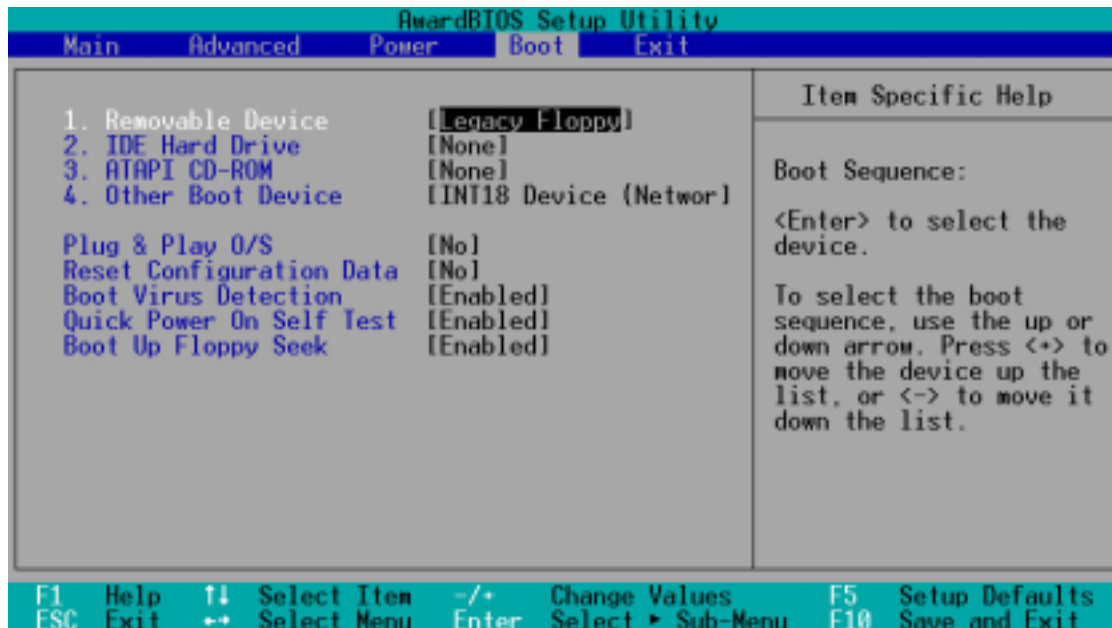 AwardBIOS Setup Utility
Main Advanced Power Boot Exit
Item Specific Help
1. Removable Device [Legacy Floppy]
2. IDE Hard Drive [None]
3. ATAPI CD-ROM [None]
4. Other Boot Device [INT18 Device (Networ]
Plug & Play O/S [No]
Reset Configuration Data [No]
Boot Virus Detection [Enabled]
Quick Power On Self Test [Enabled]
Boot Up Floppy Seek [Enabled]
Boot Sequence:
<Enter> to select the
device.
To select the boot
sequence, use the up or
down arrow. Press <+> to
move the device up the
list, or <-> to move it
down the list.
F1 Help ↑↓ Select Item -/+ Change Values F5 Setup Defaults
ESC Exit ←→ Select Menu Enter Select ► Sub-Menu F10 Save and Exit